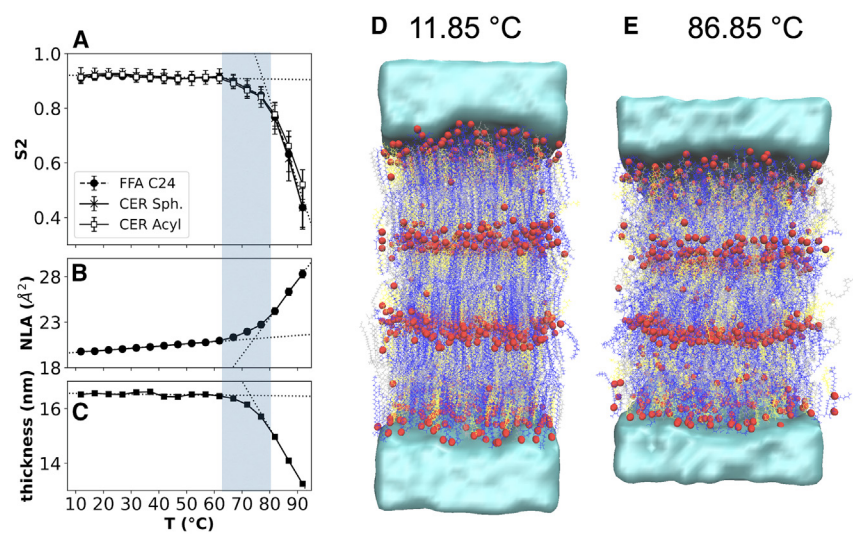 A
1.0
0.8
0.6
0.4
S2
FFA C24
CER Sph.
CER Acyl
B
28
23
18
NLA (Å²)
C
16
14
thickness (nm)
10 20 30 40 50 60 70 80 90
T (°C)
D 11.85 °C
E 86.85 °C